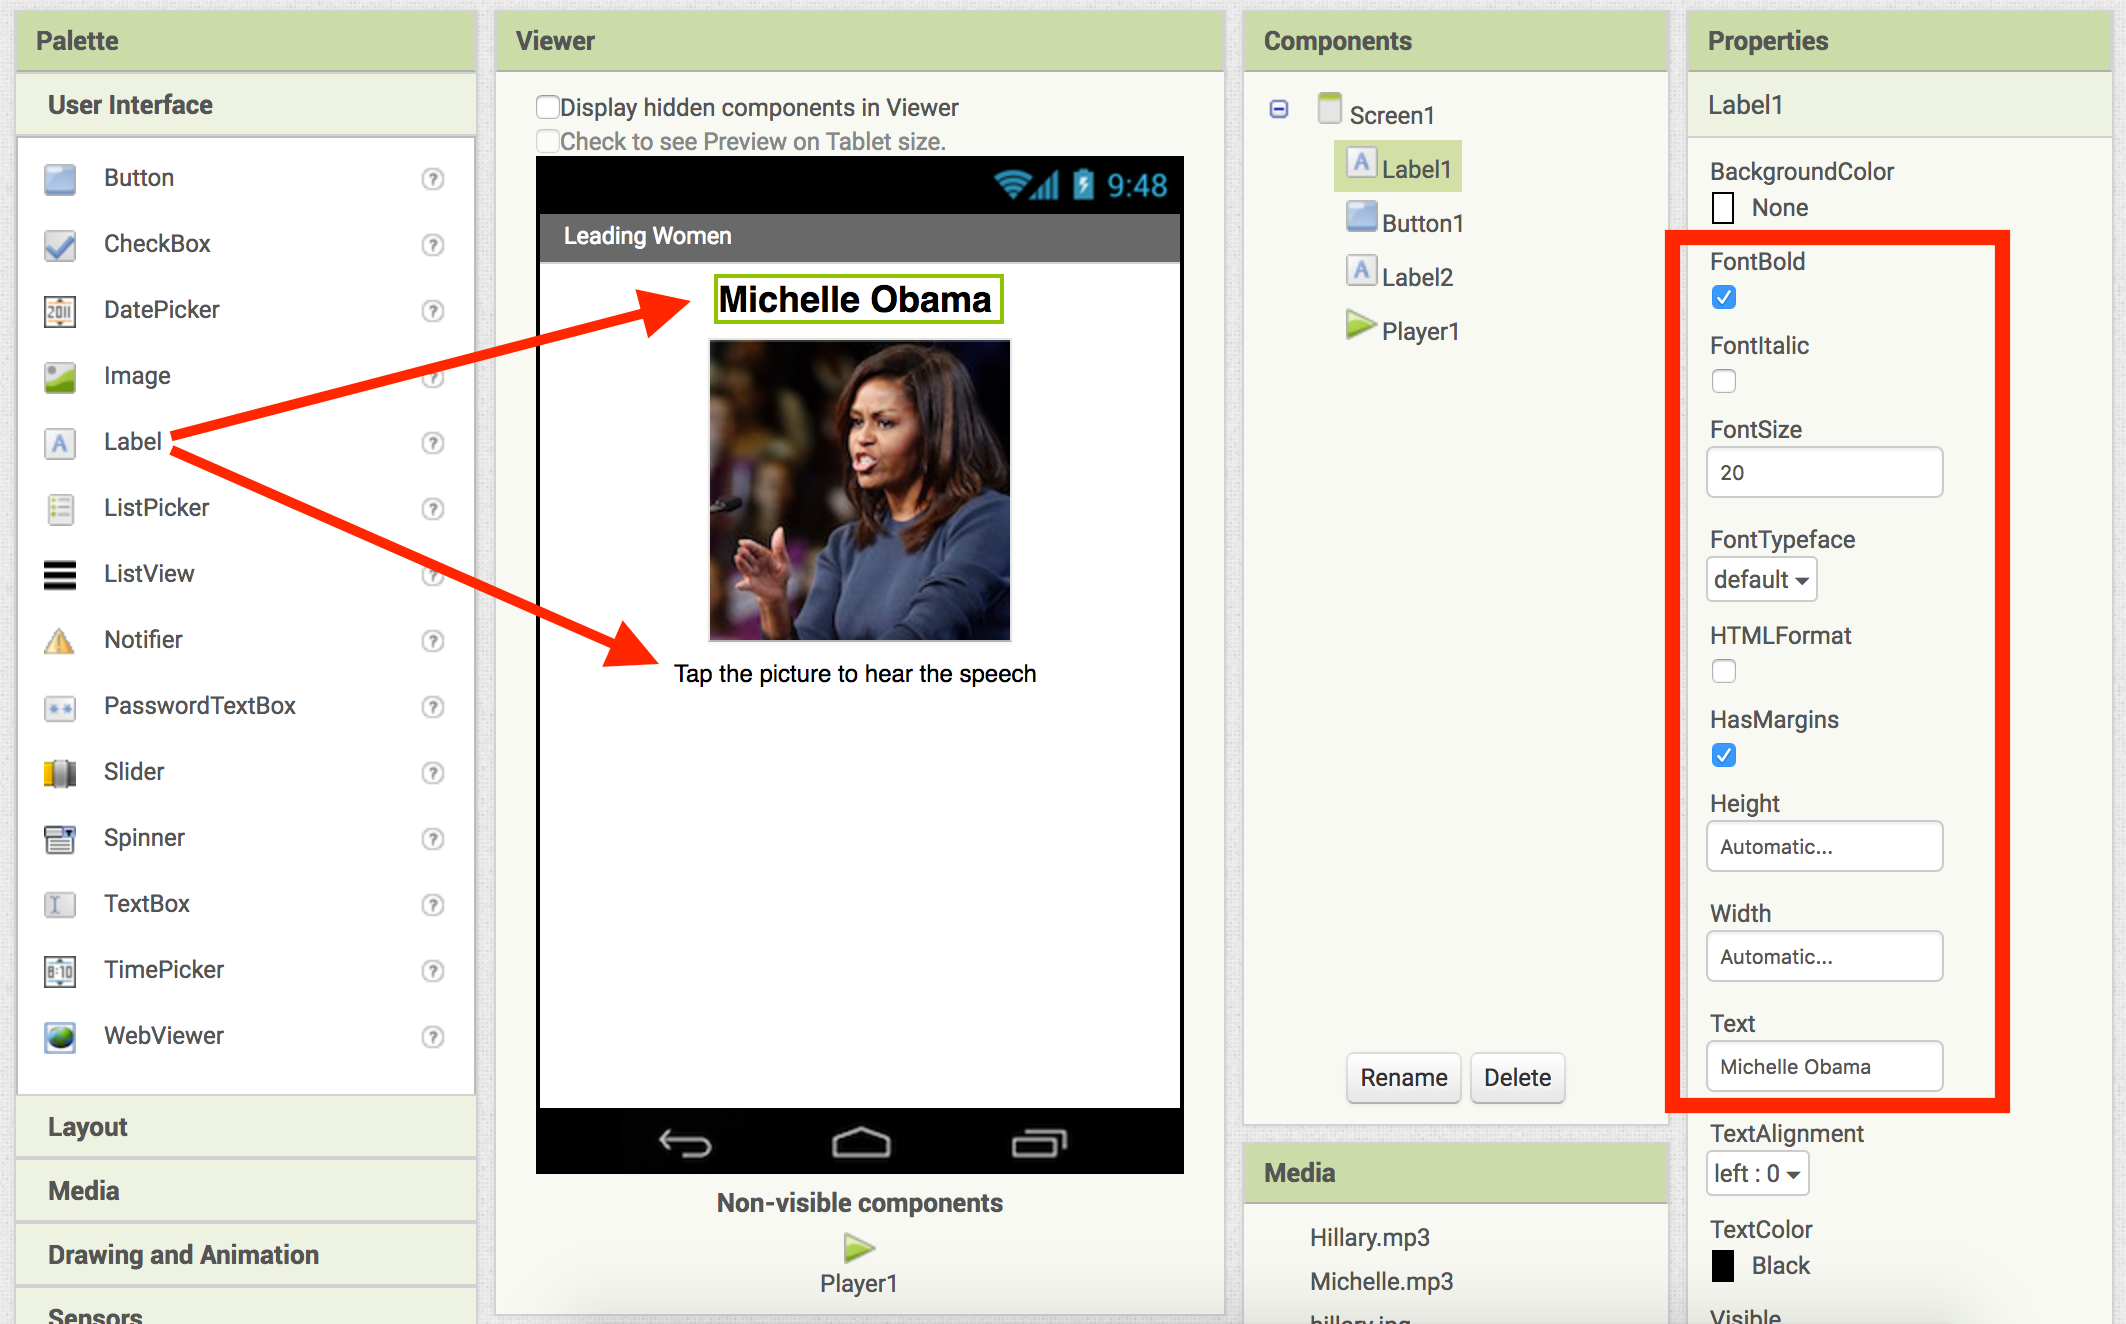 Palette
User Interface
Button
CheckBox
DatePicker
Image
Label
ListPicker
ListView
Notifier
PasswordTextBox
Slider
Spinner
TextBox
TimePicker
WebViewer
Layout
Media
Drawing and Animation
Sensors
Viewer
Display hidden components in Viewer
Check to see Preview on Tablet size.
9:48
Leading Women
Michelle Obama
Tap the picture to hear the speech
Non-visible components
Player1
Components
Screen1
Label1
Button1
Label2
Player1
Rename Delete
Media
Hillary.mp3
Michelle.mp3
hillary.jpg
Properties
Label1
BackgroundColor
None
FontBold
FontItalic
FontSize
20
FontTypeface
default
HTMLFormat
HasMargins
Height
Automatic...
Width
Automatic...
Text
Michelle Obama
TextAlignment
left : 0
TextColor
Black
Visible